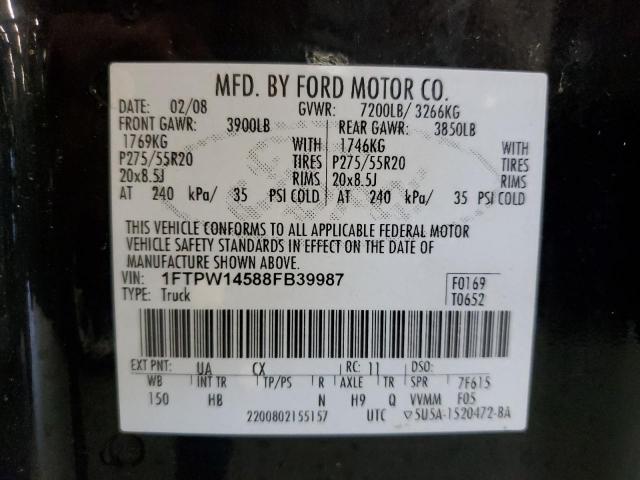 MFD. BY FORD MOTOR CO.
DATE: 02/08 GVWR: 7200LB/ 3266KG
FRONT GAWR: 3900LB REAR GAWR: 3850LB
1769KG WITH 1746KG WITH
P275/55R20 TIRES P275/55R20 TIRES
20x8.5J RIMS 20x8.5J RIMS
AT 240 kPa/ 35 PSI COLD AT 240 kPa/ 35 PSI COLD
THIS VEHICLE CONFORMS TO ALL APPLICABLE FEDERAL MOTOR
VEHICLE SAFETY STANDARDS IN EFFECT ON THE DATE OF
MANUFACTURE SHOWN ABOVE.
VIN: 1FTPW14588FB39987 F0169
TYPE: Truck T0652
EXT PNT: UA CX RC: 11 DSO:
WB INT TR TP/PS R AXLE TR SPR 7F615
150 HB N H9 Q VVMM F05
2200802155157 UTC ▽5U5A-1520472-BA